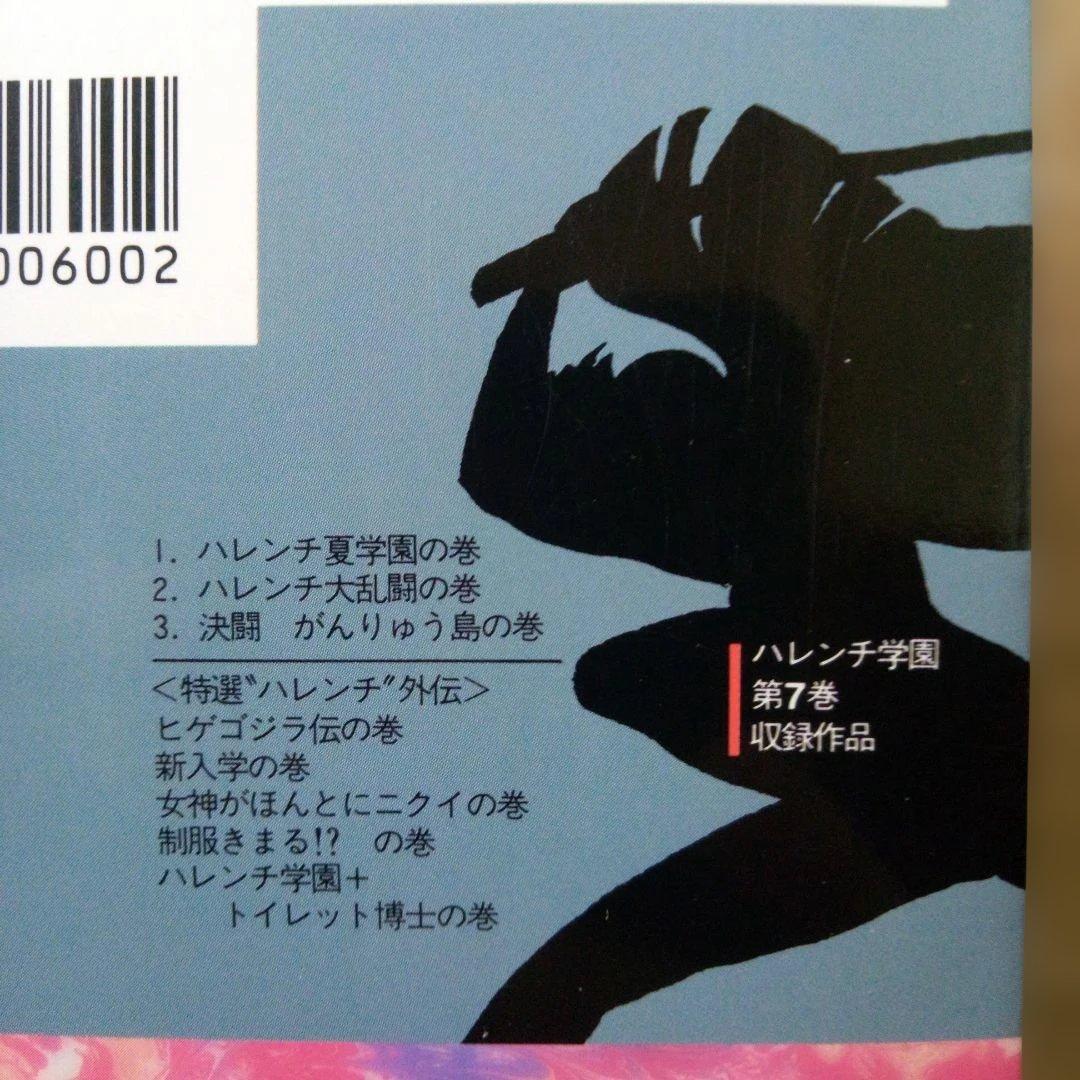 006002
1. ハレンチ夏学園の巻
2. ハレンチ大乱闘の巻
3. 決闘　がんりゅう島の巻
＜特選〝ハレンチ〟外伝＞
ヒゲゴジラ伝の巻
新入学の巻
女神がほんとにニクイの巻
制服きまる!?　の巻
ハレンチ学園＋
トイレット博士の巻
ハレンチ学園
第7巻
収録作品